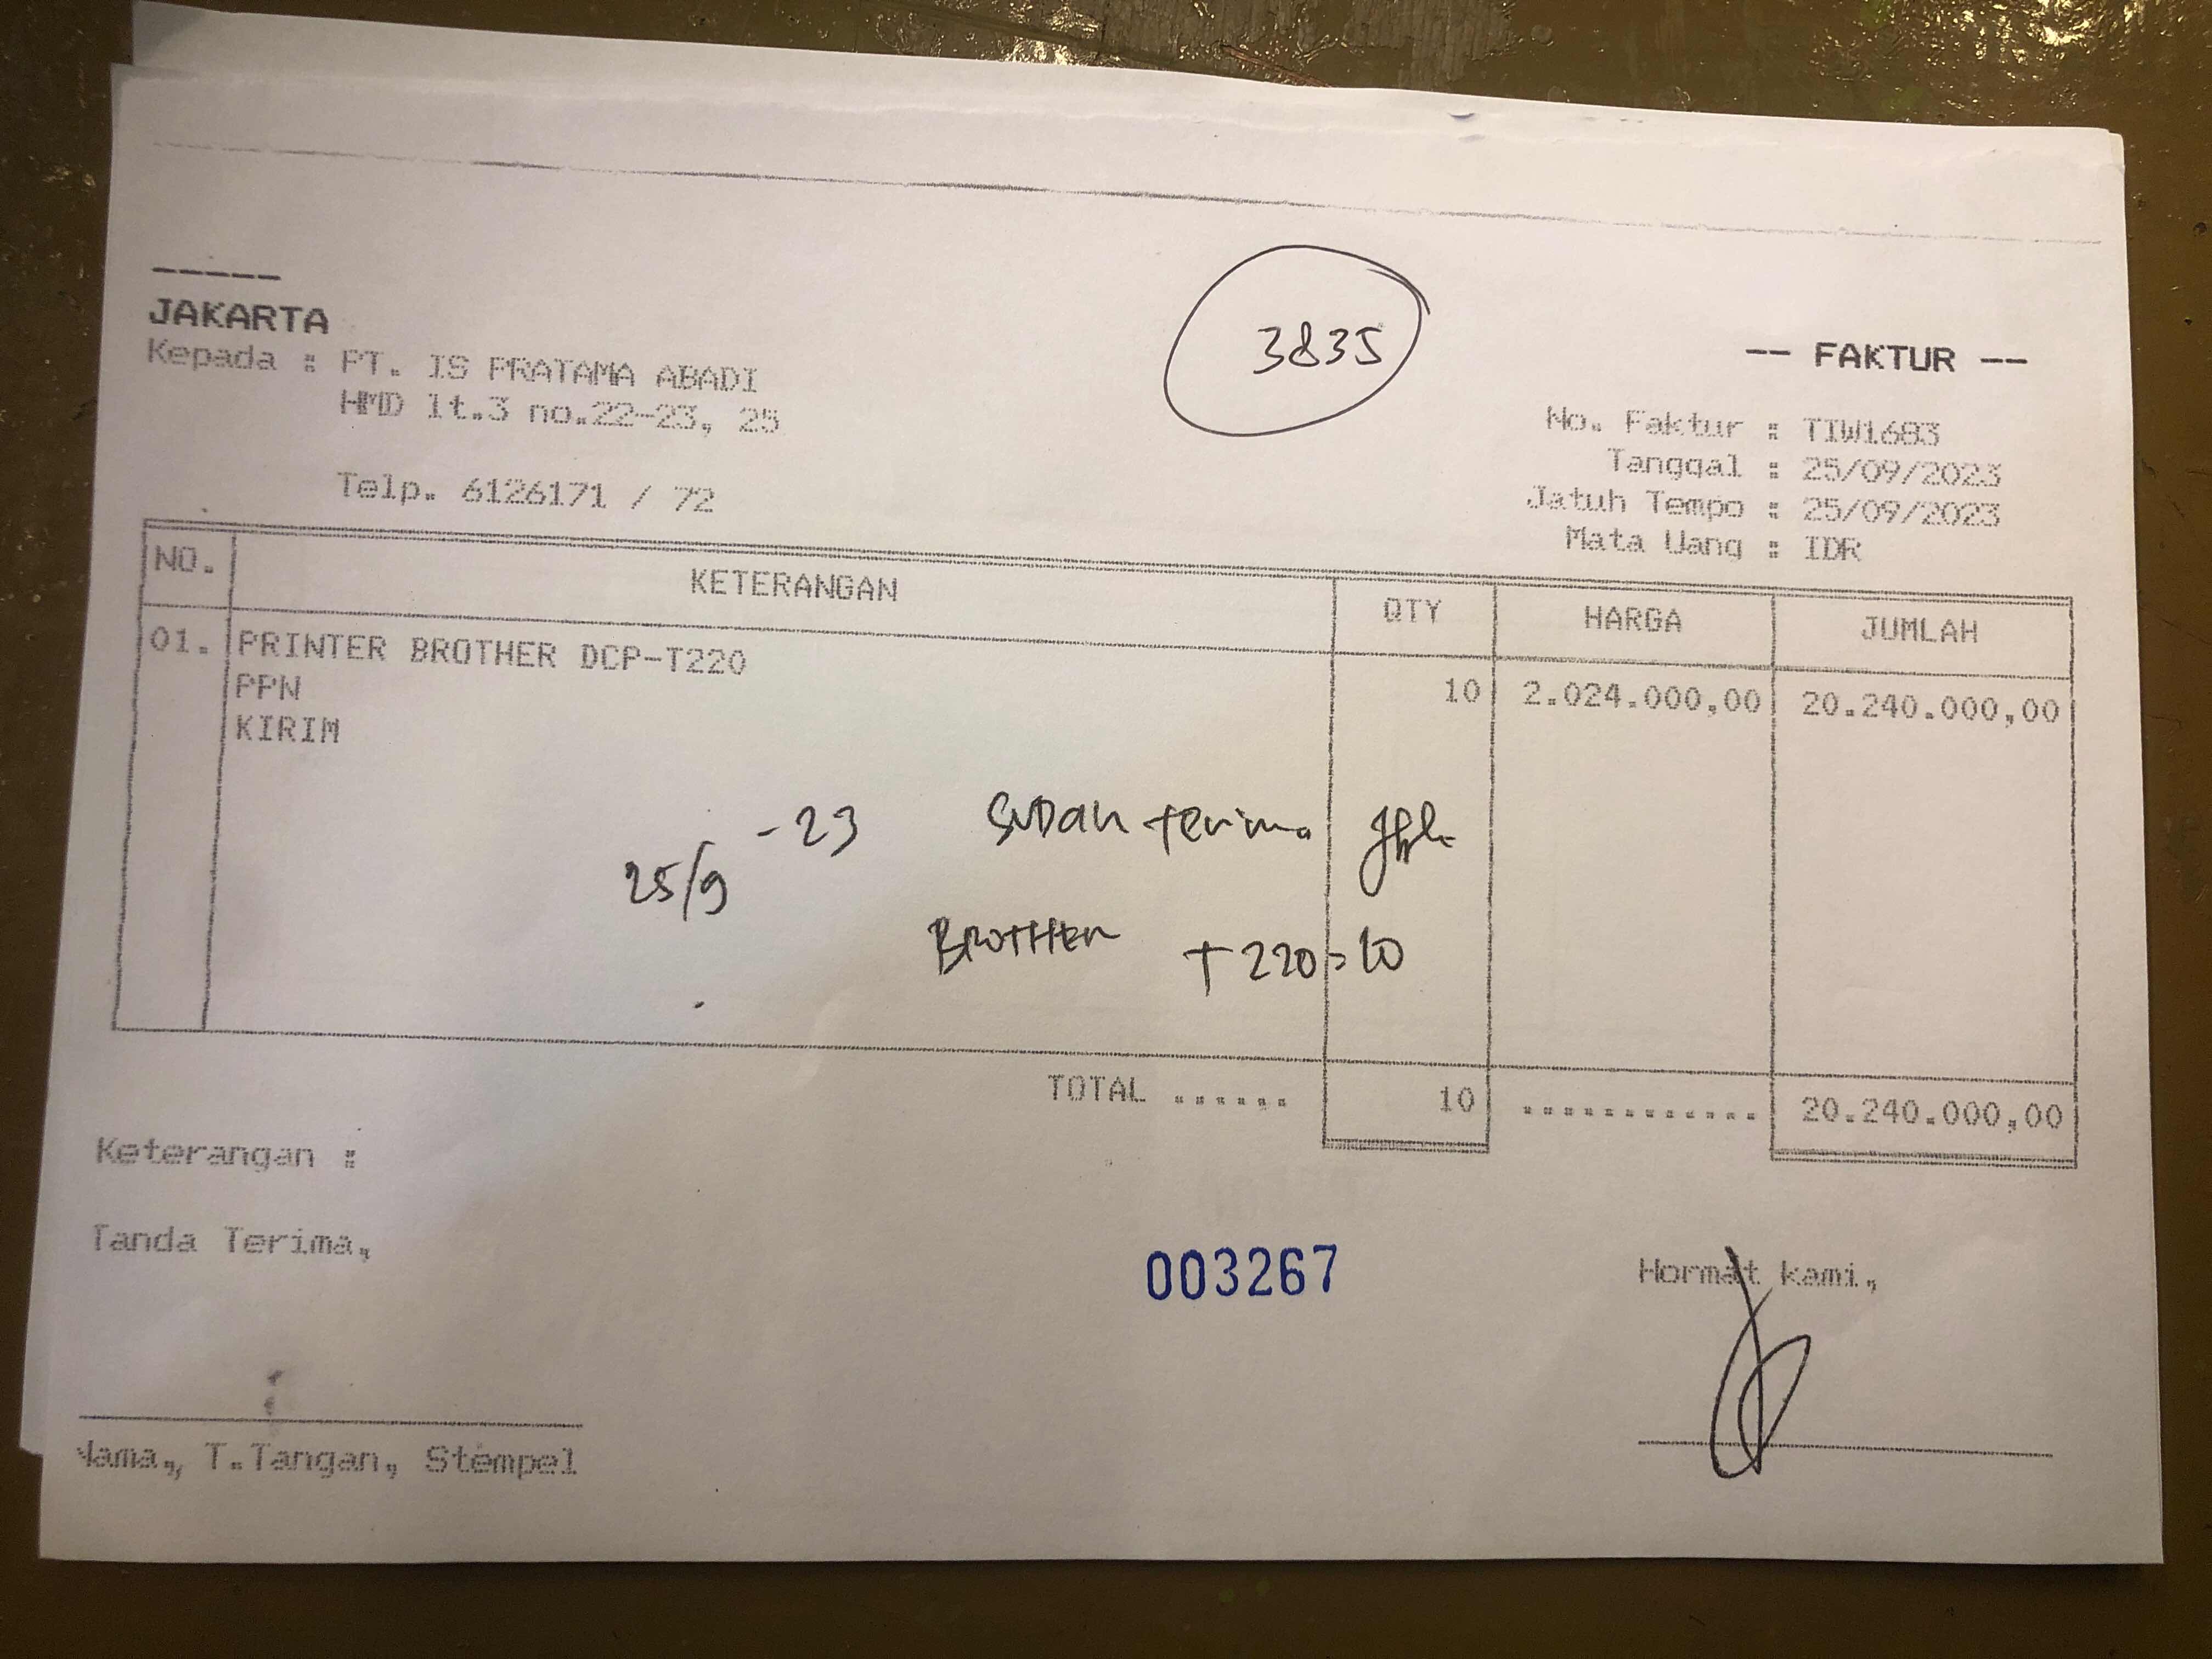 -----
JAKARTA
3835
-- FAKTUR --
Kepada : PT. IS PRATAMA ABADI
HMD lt.3 no.22-23, 25
Telp. 6126171 / 72
No. Faktur : TIW1683
Tanggal : 25/09/2023
Jatuh Tempo : 25/09/2023
Mata Uang : IDR
NO. KETERANGAN QTY HARGA JUMLAH
01. PRINTER BROTHER DCP-T220 10 2.024.000,00 20.240.000,00
PPN
KIRIM
25/9 -23 SUDAH terima
BROTHER T220 = 10
TOTAL ...... 10 ............ 20.240.000,00
Keterangan :
Tanda Terima,
003267
Hormat kami,
Nama, T.Tangan, Stempel